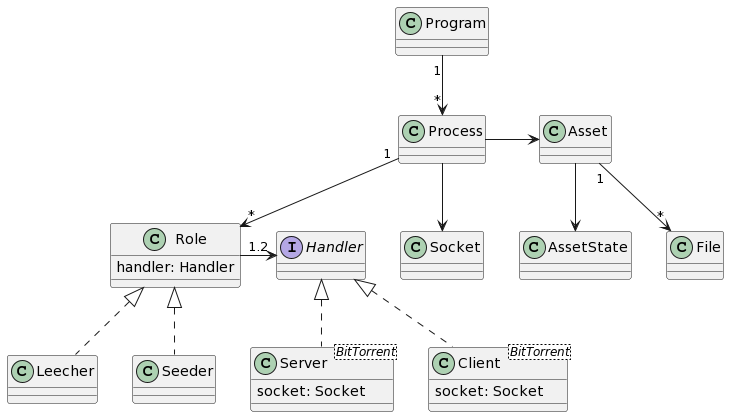 C Program
1
*
C Process
C Asset
1
1
*
*
C Role
handler: Handler
1.2
I Handler
C Socket
C AssetState
C File
C Leecher
C Seeder
C Server
BitTorrent
socket: Socket
C Client
BitTorrent
socket: Socket